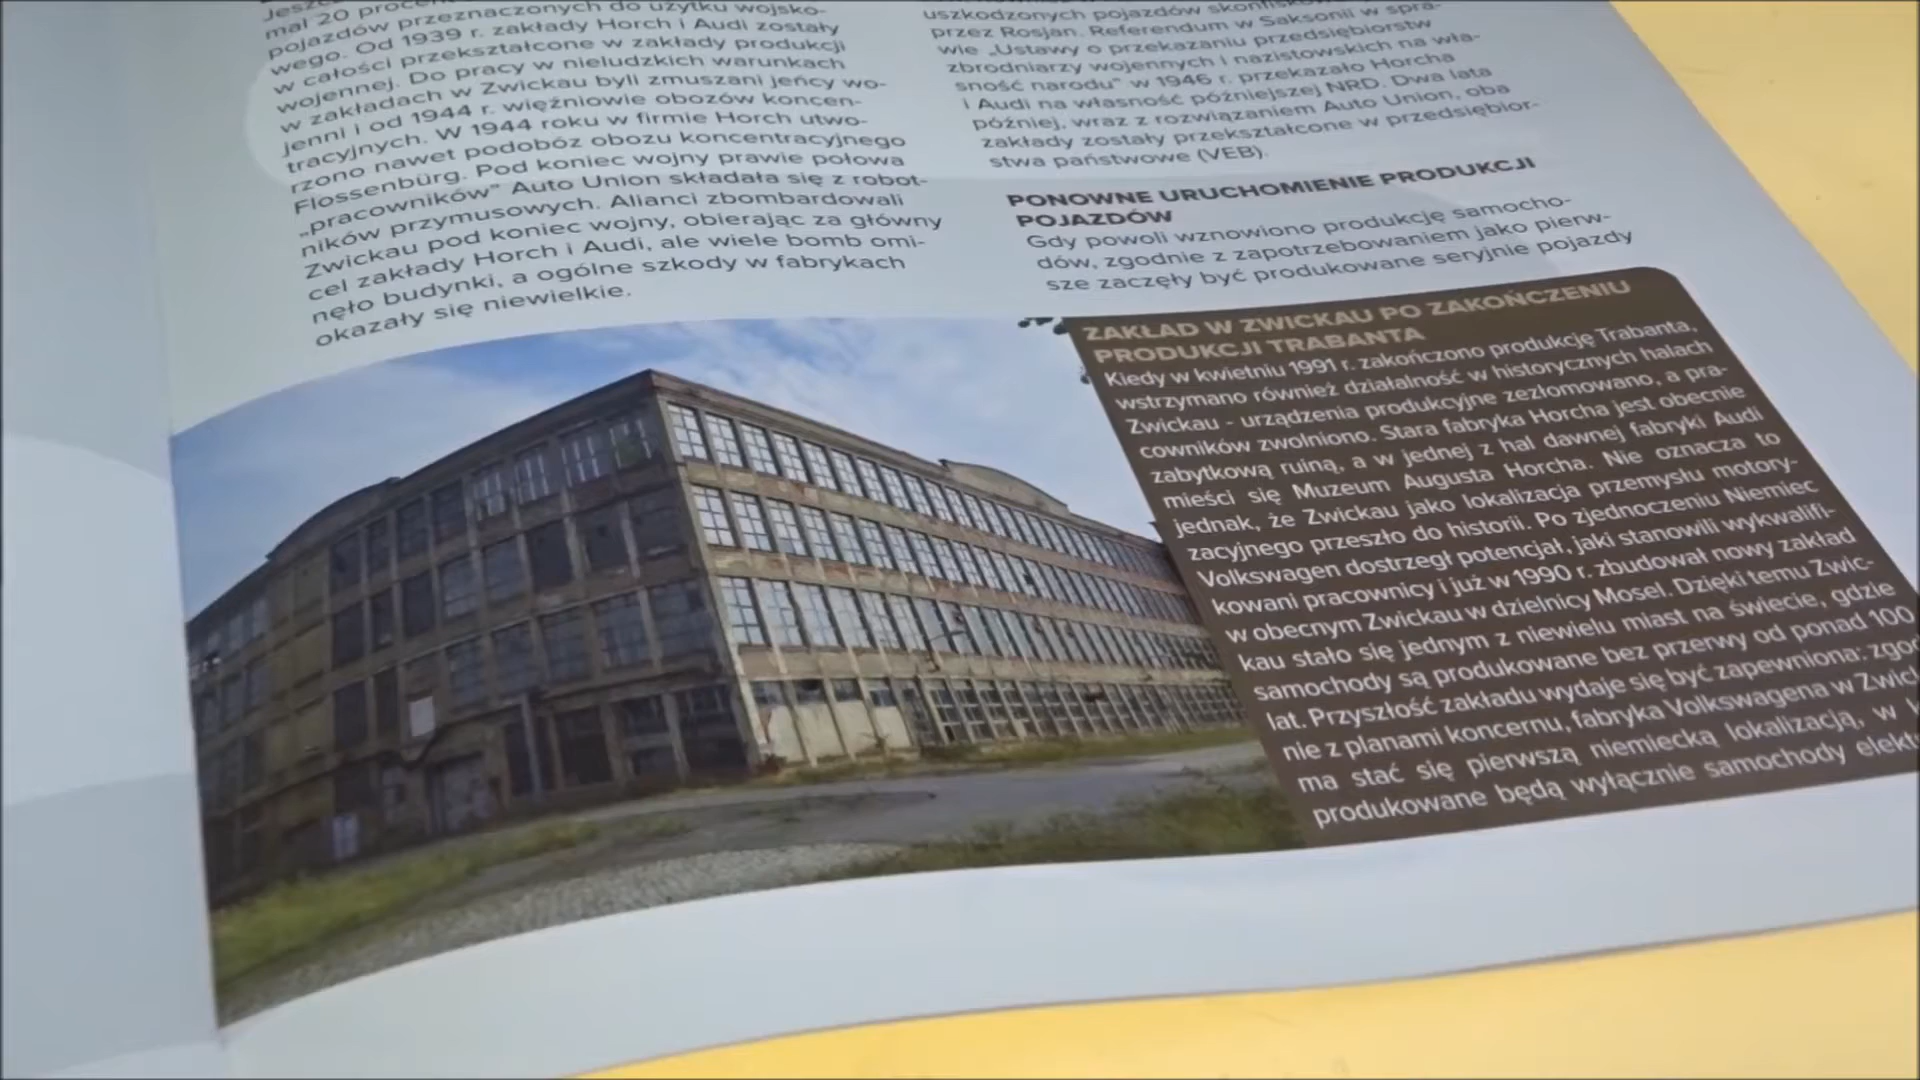 mal 20 procen
pojazdów przeznaczonych do użytku wojsko-
wego. Od 1939 r. zakłady Horch i Audi zostały
w całości przekształcone w zakłady produkcji
wojennej. Do pracy w nieludzkich warunkach
w zakładach w Zwickau byli zmuszani jeńcy wo-
jenni i od 1944 r. więźniowie obozów koncen-
tracyjnych. W 1944 roku w firmie Horch utwo-
rzono nawet podobóz obozu koncentracyjnego
Flossenbürg. Pod koniec wojny prawie połowa
„pracowników” Auto Union składała się z robot-
ników przymusowych. Alianci zbombardowali
Zwickau pod koniec wojny, obierając za główny
cel zakłady Horch i Audi, ale wiele bomb omi-
nęło budynki, a ogólne szkody w fabrykach
okazały się niewielkie.
uszkodzonych pojazdów
przez Rosjan. Referendum w Saksonii w spra-
wie „Ustawy o przekazaniu przedsiębiorstw
zbrodniarzy wojennych i nazistowskich na wła-
sność narodu” w 1946 r. przekazało Horcha
i Audi na własność późniejszej NRD. Dwa lata
później, wraz z rozwiązaniem Auto Union, oba
zakłady zostały przekształcone w przedsiębior-
stwa państwowe (VEB).
PONOWNE URUCHOMIENIE PRODUKCJI
POJAZDÓW
Gdy powoli wznowiono produkcję samocho-
dów, zgodnie z zapotrzebowaniem jako pierw-
sze zaczęły być produkowane seryjnie pojazdy
ZAKŁAD W ZWICKAU PO ZAKOŃCZENIU
PRODUKCJI TRABANTA
Kiedy w kwietniu 1991 r. zakończono produkcję Trabanta,
wstrzymano również działalność w historycznych halach
Zwickau - urządzenia produkcyjne zezłomowano, a pra-
cowników zwolniono. Stara fabryka Horcha jest obecnie
zabytkową ruiną, a w jednej z hal dawnej fabryki Audi
mieści się Muzeum Augusta Horcha. Nie oznacza to
jednak, że Zwickau jako lokalizacja przemysłu motory-
zacyjnego przeszło do historii. Po zjednoczeniu Niemiec
Volkswagen dostrzegł potencjał, jaki stanowili wykwalifi-
kowani pracownicy i już w 1990 r. zbudował nowy zakład
w obecnym Zwickau w dzielnicy Mosel. Dzięki temu Zwic-
kau stało się jednym z niewielu miast na świecie, gdzie
samochody są produkowane bez przerwy od ponad 100
lat. Przyszłość zakładu wydaje się być zapewniona: zgo
nie z planami koncernu, fabryka Volkswagena w Zwic
ma stać się pierwszą niemiecką lokalizacją, w k
produkowane będą wyłącznie samochody elekt